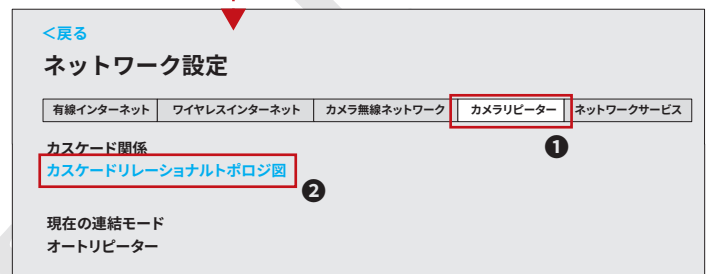 <戻る
ネットワーク設定
有線インターネット ワイヤレスインターネット カメラ無線ネットワーク カメラリピーター ネットワークサービス
カスケード関係
❶
カスケードリレーショナルトポロジ図
❷
現在の連結モード
オートリピーター